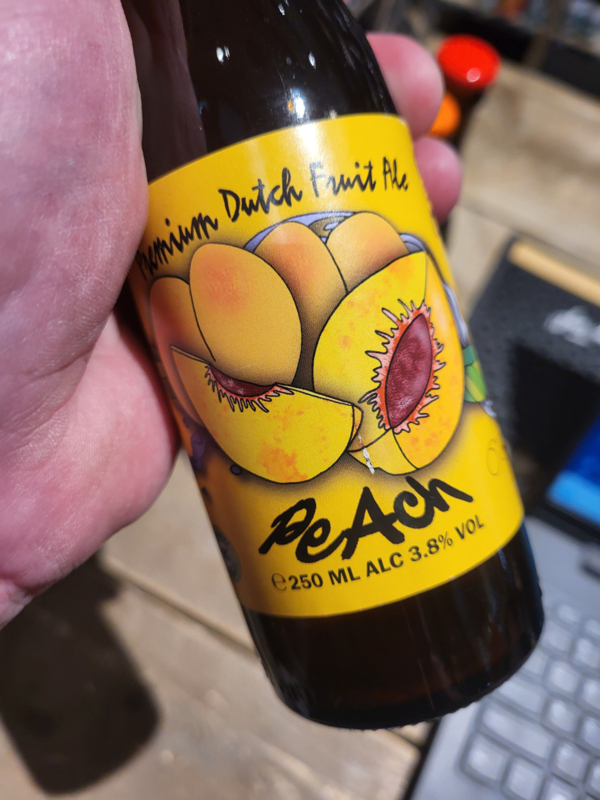 Premium Dutch Fruit Ale
PeACh
℮250 ML ALC 3.8% VOL